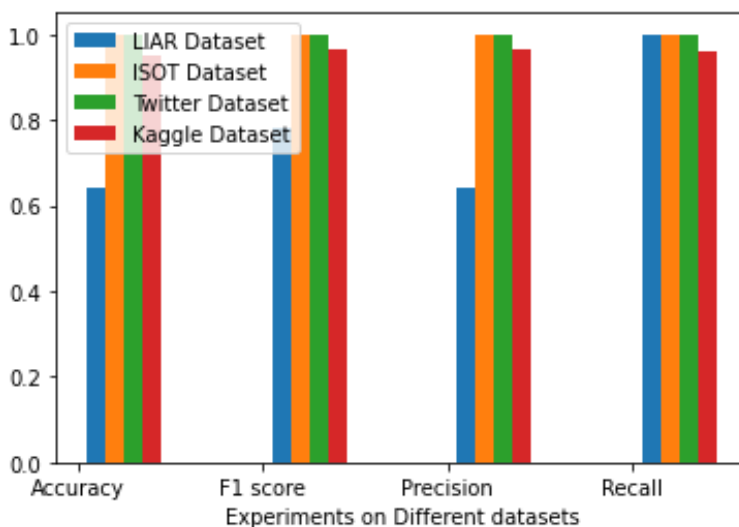 1.0
0.8
0.6
0.4
0.2
0.0
LIAR Dataset
ISOT Dataset
Twitter Dataset
Kaggle Dataset
Accuracy F1 score Precision Recall
Experiments on Different datasets